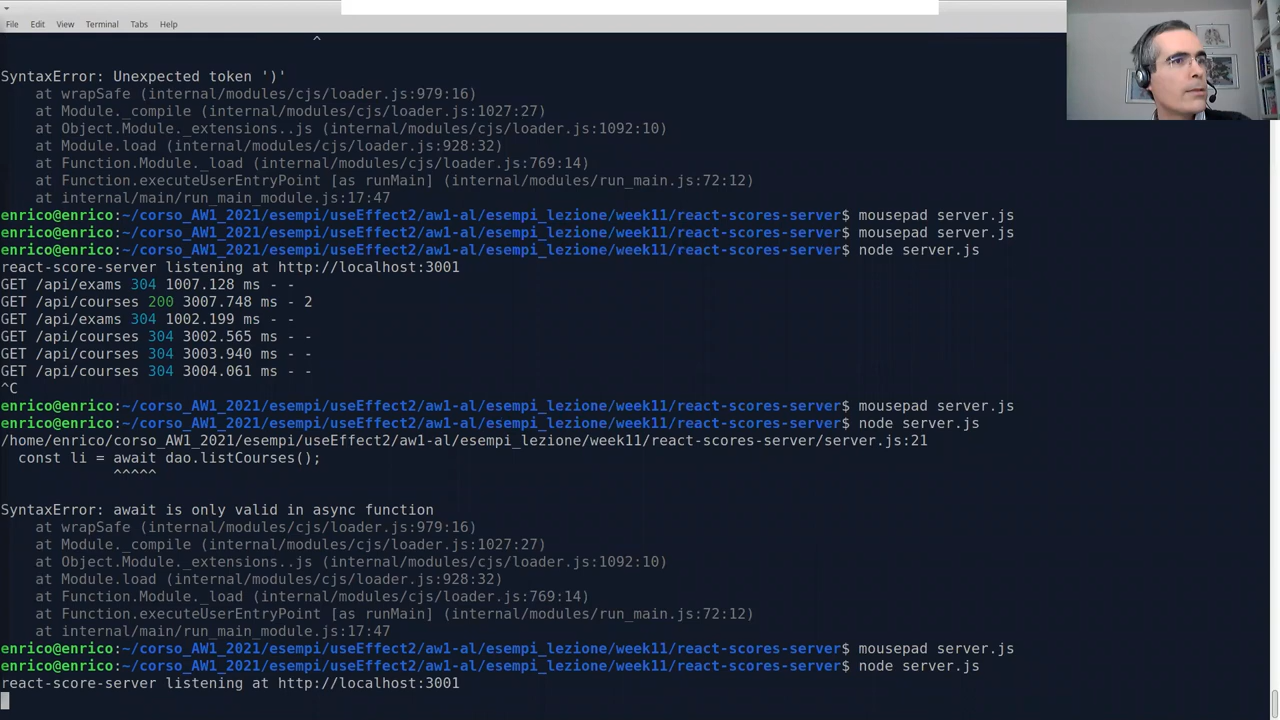 File Edit View Terminal Tabs Help
^
SyntaxError: Unexpected token ')'
    at wrapSafe (internal/modules/cjs/loader.js:979:16)
    at Module._compile (internal/modules/cjs/loader.js:1027:27)
    at Object.Module._extensions..js (internal/modules/cjs/loader.js:1092:10)
    at Module.load (internal/modules/cjs/loader.js:928:32)
    at Function.Module._load (internal/modules/cjs/loader.js:769:14)
    at Function.executeUserEntryPoint [as runMain] (internal/modules/run_main.js:72:12)
    at internal/main/run_main_module.js:17:47
enrico@enrico:~/corso_AW1_2021/esempi/useEffect2/aw1-al/esempi_lezione/week11/react-scores-server$ mousepad server.js
enrico@enrico:~/corso_AW1_2021/esempi/useEffect2/aw1-al/esempi_lezione/week11/react-scores-server$ mousepad server.js
enrico@enrico:~/corso_AW1_2021/esempi/useEffect2/aw1-al/esempi_lezione/week11/react-scores-server$ node server.js
react-score-server listening at http://localhost:3001
GET /api/exams 304 1007.128 ms - -
GET /api/courses 200 3007.748 ms - 2
GET /api/exams 304 1002.199 ms - -
GET /api/courses 304 3002.565 ms - -
GET /api/courses 304 3003.940 ms - -
GET /api/courses 304 3004.061 ms - -
^C
enrico@enrico:~/corso_AW1_2021/esempi/useEffect2/aw1-al/esempi_lezione/week11/react-scores-server$ mousepad server.js
enrico@enrico:~/corso_AW1_2021/esempi/useEffect2/aw1-al/esempi_lezione/week11/react-scores-server$ node server.js
/home/enrico/corso_AW1_2021/esempi/useEffect2/aw1-al/esempi_lezione/week11/react-scores-server/server.js:21
  const li = await dao.listCourses();
             ^^^^^
SyntaxError: await is only valid in async function
    at wrapSafe (internal/modules/cjs/loader.js:979:16)
    at Module._compile (internal/modules/cjs/loader.js:1027:27)
    at Object.Module._extensions..js (internal/modules/cjs/loader.js:1092:10)
    at Module.load (internal/modules/cjs/loader.js:928:32)
    at Function.Module._load (internal/modules/cjs/loader.js:769:14)
    at Function.executeUserEntryPoint [as runMain] (internal/modules/run_main.js:72:12)
    at internal/main/run_main_module.js:17:47
enrico@enrico:~/corso_AW1_2021/esempi/useEffect2/aw1-al/esempi_lezione/week11/react-scores-server$ mousepad server.js
enrico@enrico:~/corso_AW1_2021/esempi/useEffect2/aw1-al/esempi_lezione/week11/react-scores-server$ node server.js
react-score-server listening at http://localhost:3001